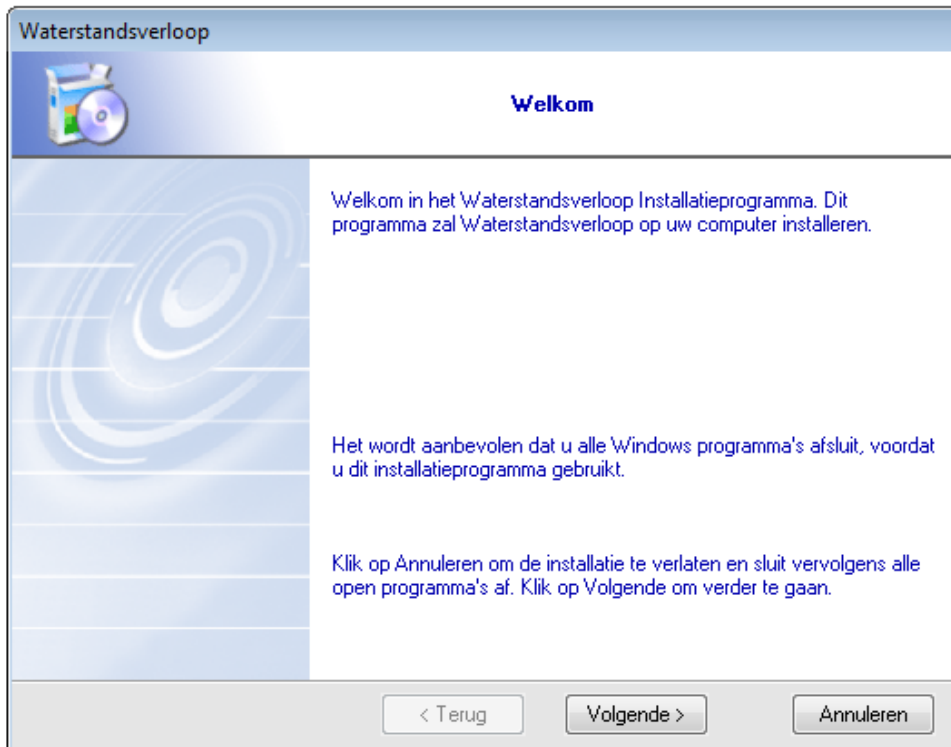 Waterstandsverloop
Welkom
Welkom in het Waterstandsverloop Installatieprogramma. Dit
programma zal Waterstandsverloop op uw computer installeren.
Het wordt aanbevolen dat u alle Windows programma's afsluit, voordat
u dit installatieprogramma gebruikt.
Klik op Annuleren om de installatie te verlaten en sluit vervolgens alle
open programma's af. Klik op Volgende om verder te gaan.
< Terug
Volgende >
Annuleren